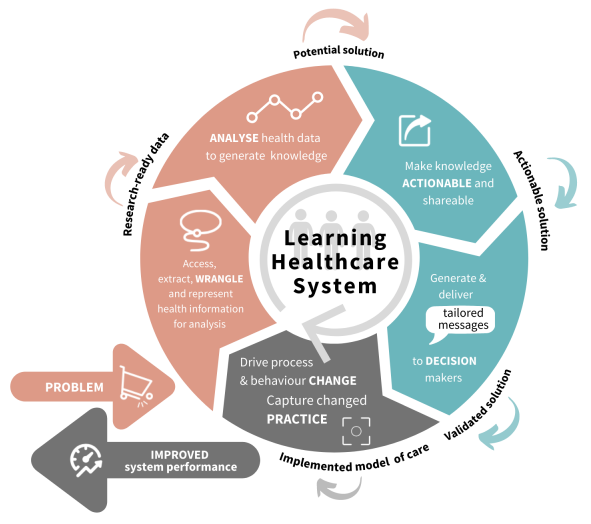 Potential solution
ANALYSE health data
to generate knowledge
Research-ready data
Make knowledge
ACTIONABLE and
shareable
Actionable solution
Learning
Healthcare
System
Access,
extract, WRANGLE
and represent
health information
for analysis
Generate &
deliver
tailored
messages
to DECISION
makers
Validated solution
Drive process
& behaviour CHANGE
Capture changed
PRACTICE
Implemented model of care
PROBLEM
IMPROVED
system performance